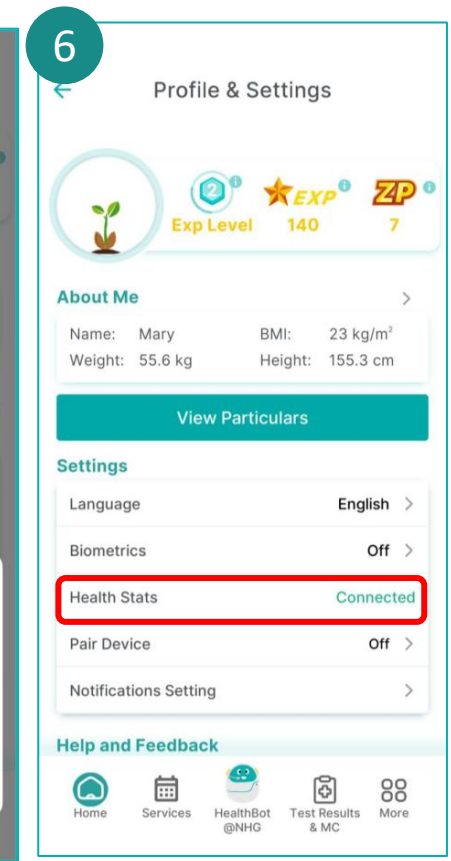 6
Profile & Settings
2
EXP
ZP
Exp Level
140
7
About Me
Name: Mary BMI: 23 kg/m²
Weight: 55.6 kg Height: 155.3 cm
View Particulars
Settings
Language English
Biometrics Off
Health Stats Connected
Pair Device Off
Notifications Setting
Help and Feedback
Home
Services
HealthBot
@NHG
Test Results
& MC
More